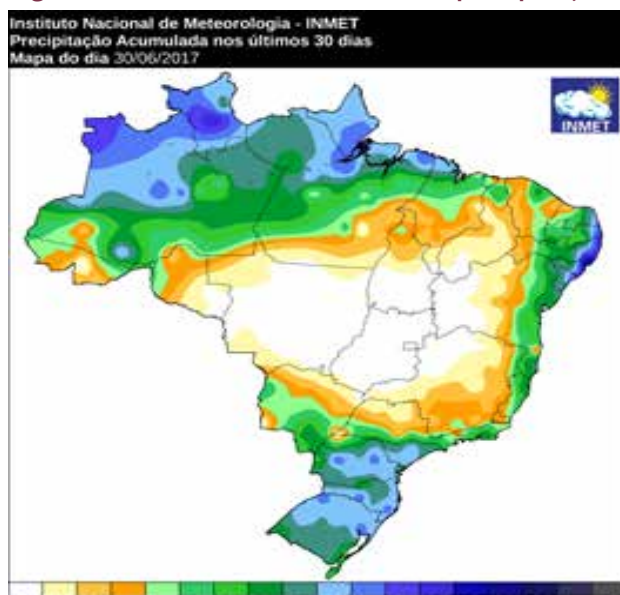 Instituto Nacional de Meteorologia - INMET
Precipitação Acumulada nos últimos 30 dias
Mapa do dia 30/06/2017
INMET